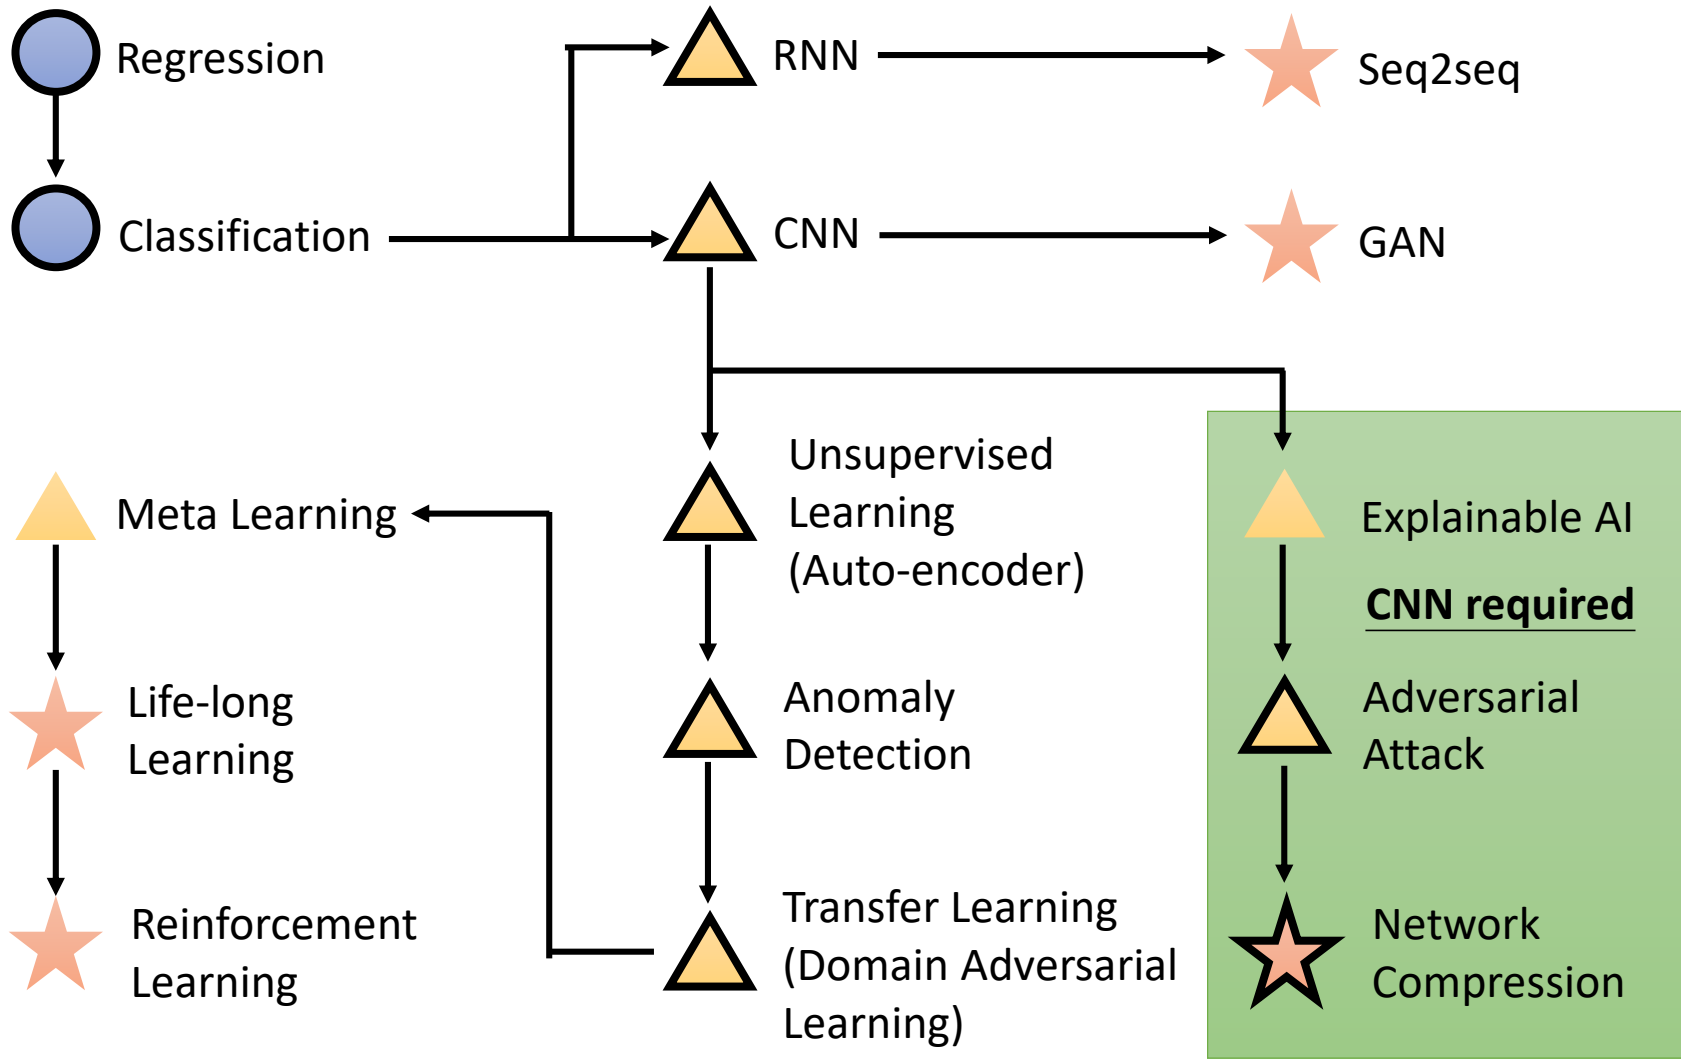 Regression
RNN
Seq2seq
Classification
CNN
GAN
Unsupervised
Learning
(Auto-encoder)
Meta Learning
Explainable AI
CNN required
Life-long
Learning
Anomaly
Detection
Adversarial
Attack
Reinforcement
Learning
Transfer Learning
(Domain Adversarial
Learning)
Network
Compression